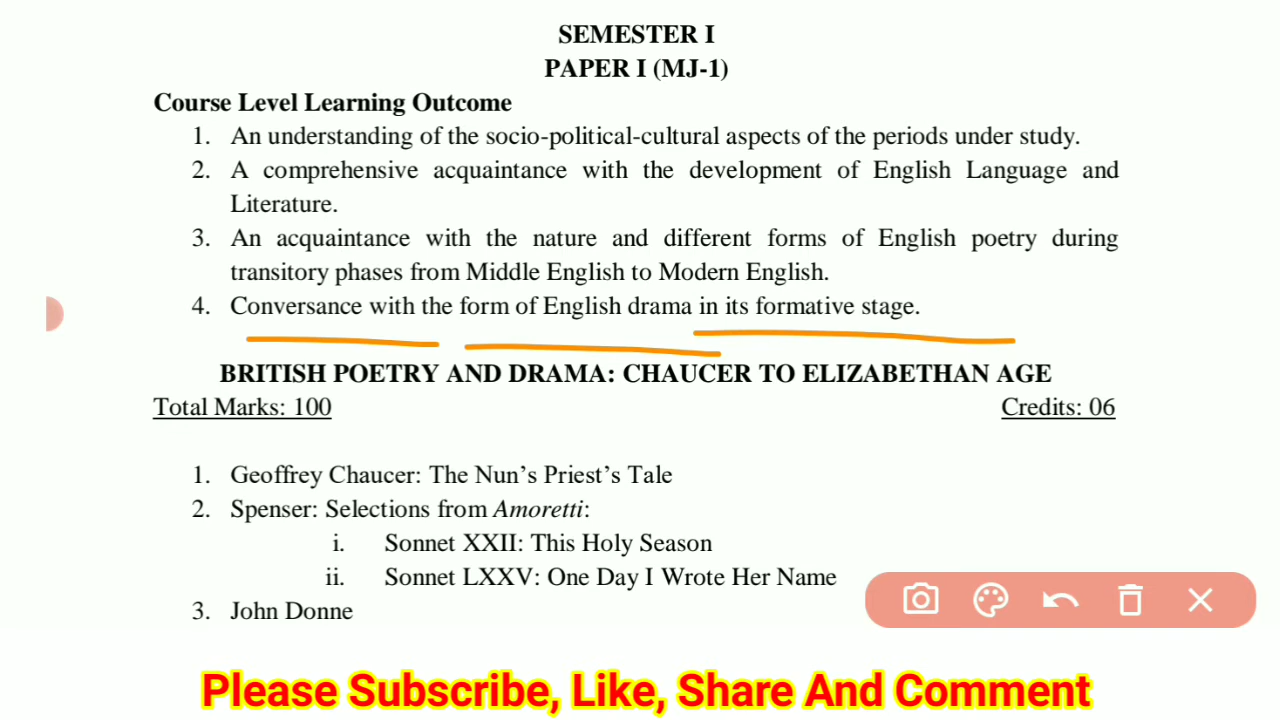 SEMESTER I
PAPER I (MJ-1)
Course Level Learning Outcome
1. An understanding of the socio-political-cultural aspects of the periods under study.
2. A comprehensive acquaintance with the development of English Language and
Literature.
3. An acquaintance with the nature and different forms of English poetry during
transitory phases from Middle English to Modern English.
4. Conversance with the form of English drama in its formative stage.
BRITISH POETRY AND DRAMA: CHAUCER TO ELIZABETHAN AGE
Total Marks: 100 Credits: 06
1. Geoffrey Chaucer: The Nun’s Priest’s Tale
2. Spenser: Selections from Amoretti:
i. Sonnet XXII: This Holy Season
ii. Sonnet LXXV: One Day I Wrote Her Name
3. John Donne
Please Subscribe, Like, Share And Comment